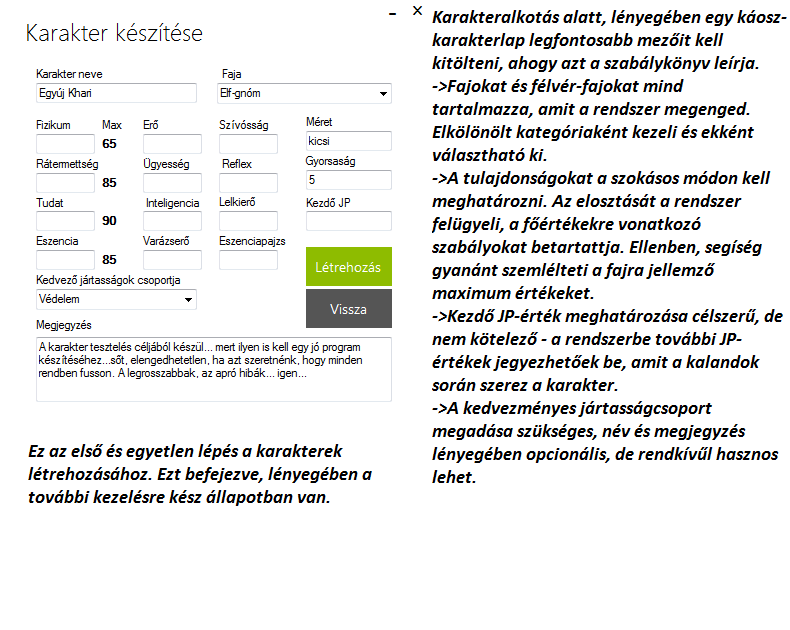 Karakter készítése
Karakter neve
Faja
Egyúj Khari
Elf-gnóm
Fizikum
Max
Erő
Szívósság
Méret
65
kicsi
Rátermettség
Ügyesség
Reflex
Gyorsaság
85
5
Tudat
Inteligencia
Lelkierő
Kezdő JP
90
Eszencia
Varázserő
Eszenciapajzs
85
Létrehozás
Kedvező jártasságok csoportja
Védelem
Vissza
Megjegyzés
A karakter tesztelés céljából készül... mert ilyen is kell egy jó program
készítéséhez...sőt, elengedhetetlen, ha azt szeretnénk, hogy minden
rendben fusson. A legrosszabbak, az apró hibák... igen...
Ez az első és egyetlen lépés a karakterek
létrehozásához. Ezt befejezve, lényegében a
további kezelésre kész állapotban van.
Karakteralkotás alatt, lényegében egy káosz-
karakterlap legfontosabb mezőit kell
kitölteni, ahogy azt a szabálykönyv leírja.
->Fajokat és félvér-fajokat mind
tartalmazza, amit a rendszer megenged.
Elkölönölt kategóriaként kezeli és ekként
választható ki.
->A tulajdonságokat a szokásos módon kell
meghatározni. Az elosztását a rendszer
felügyeli, a főértékekre vonatkozó
szabályokat betartattja. Ellenben, segíség
gyanánt szemlélteti a fajra jellemző
maximum értékeket.
->Kezdő JP-érték meghatározása célszerű, de
nem kötelező - a rendszerbe további JP-
értékek jegyezhetőek be, amit a kalandok
során szerez a karakter.
->A kedvezményes jártasságcsoport
megadása szükséges, név és megjegyzés
lényegében opcionális, de rendkívűl hasznos
lehet.